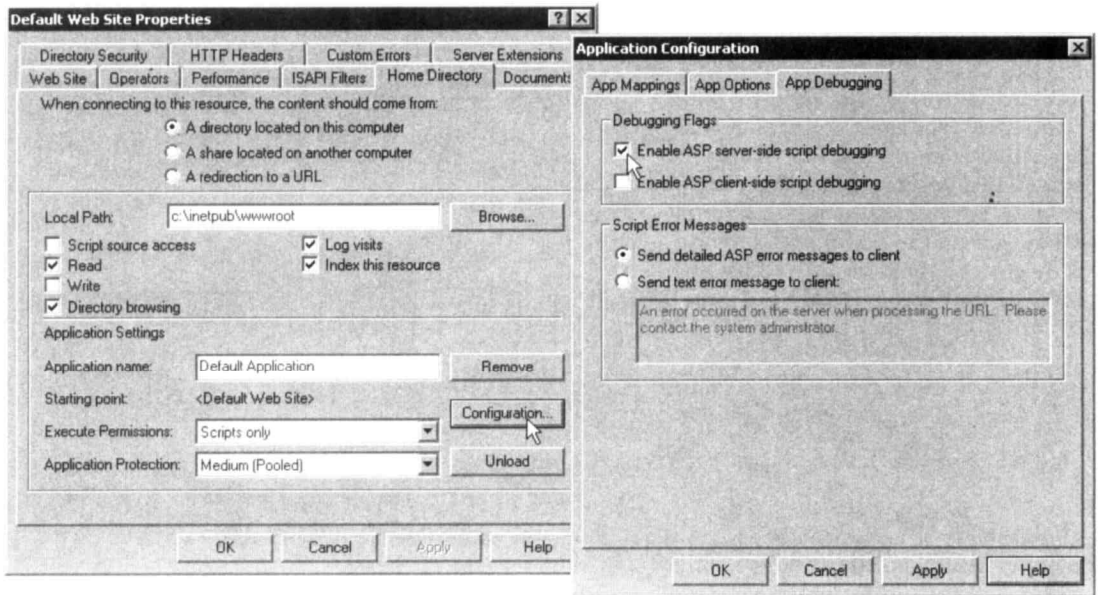 Default Web Site Properties
Directory Security HTTP Headers Custom Errors Server Extensions
Web Site Operators Performance ISAPI Filters Home Directory Documents
When connecting to this resource, the content should come from:
A directory located on this computer
A share located on another computer
A redirection to a URL
Local Path: c:\inetpub\wwwroot Browse...
Script source access Log visits
Read Index this resource
Write
Directory browsing
Application Settings
Application name: Default Application Remove
Starting point: <Default Web Site>
Configuration...
Execute Permissions: Scripts only
Application Protection: Medium (Pooled) Unload
OK Cancel Apply Help
Application Configuration
App Mappings App Options App Debugging
Debugging Flags
Enable ASP server-side script debugging
Enable ASP client-side script debugging
Script Error Messages
Send detailed ASP error messages to client
Send text error message to client:
An error occurred on the server when processing the URL. Please
contact the system administrator.
OK Cancel Apply Help